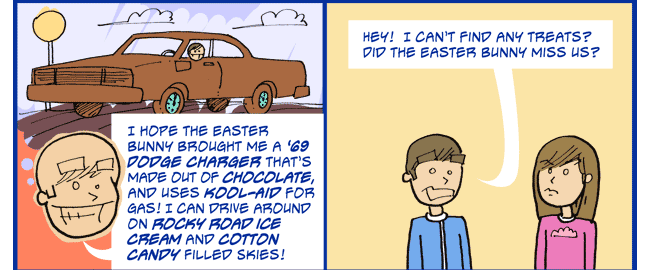 I HOPE THE EASTER
BUNNY BROUGHT ME A '69
DODGE CHARGER THAT'S
MADE OUT OF CHOCOLATE,
AND USES KOOL-AID FOR
GAS! I CAN DRIVE AROUND
ON ROCKY ROAD ICE
CREAM AND COTTON
CANDY FILLED SKIES!
HEY! I CAN'T FIND ANY TREATS?
DID THE EASTER BUNNY MISS US?